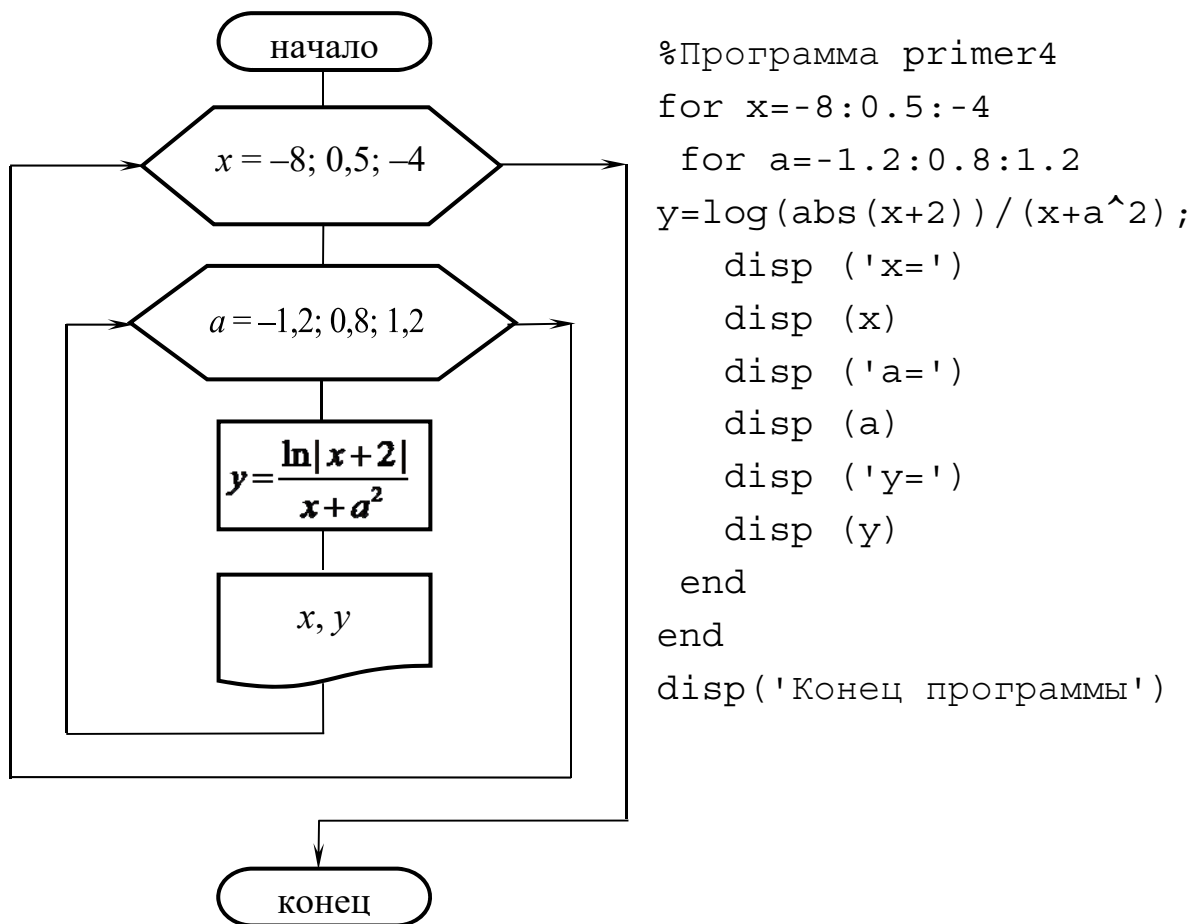 начало
x = –8; 0,5; –4
a = –1,2; 0,8; 1,2
y = ln| x + 2| / x + a²
x, y
конец
%Программа primer4
for x=-8:0.5:-4
for a=-1.2:0.8:1.2
y=log(abs(x+2))/(x+a^2);
disp ('x=')
disp (x)
disp ('a=')
disp (a)
disp ('y=')
disp (y)
end
end
disp('Конец программы')